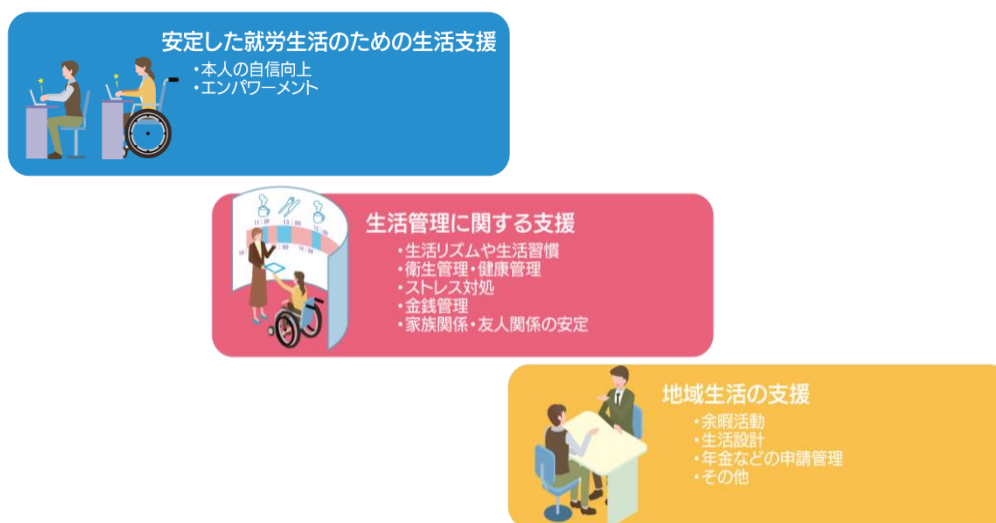 安定した就労生活のための生活支援
・本人の自信向上
・エンパワーメント
生活管理に関する支援
・生活リズムや生活習慣
・衛生管理・健康管理
・ストレス対処
・金銭管理
・家族関係・友人関係の安定
地域生活の支援
・余暇活動
・生活設計
・年金などの申請管理
・その他